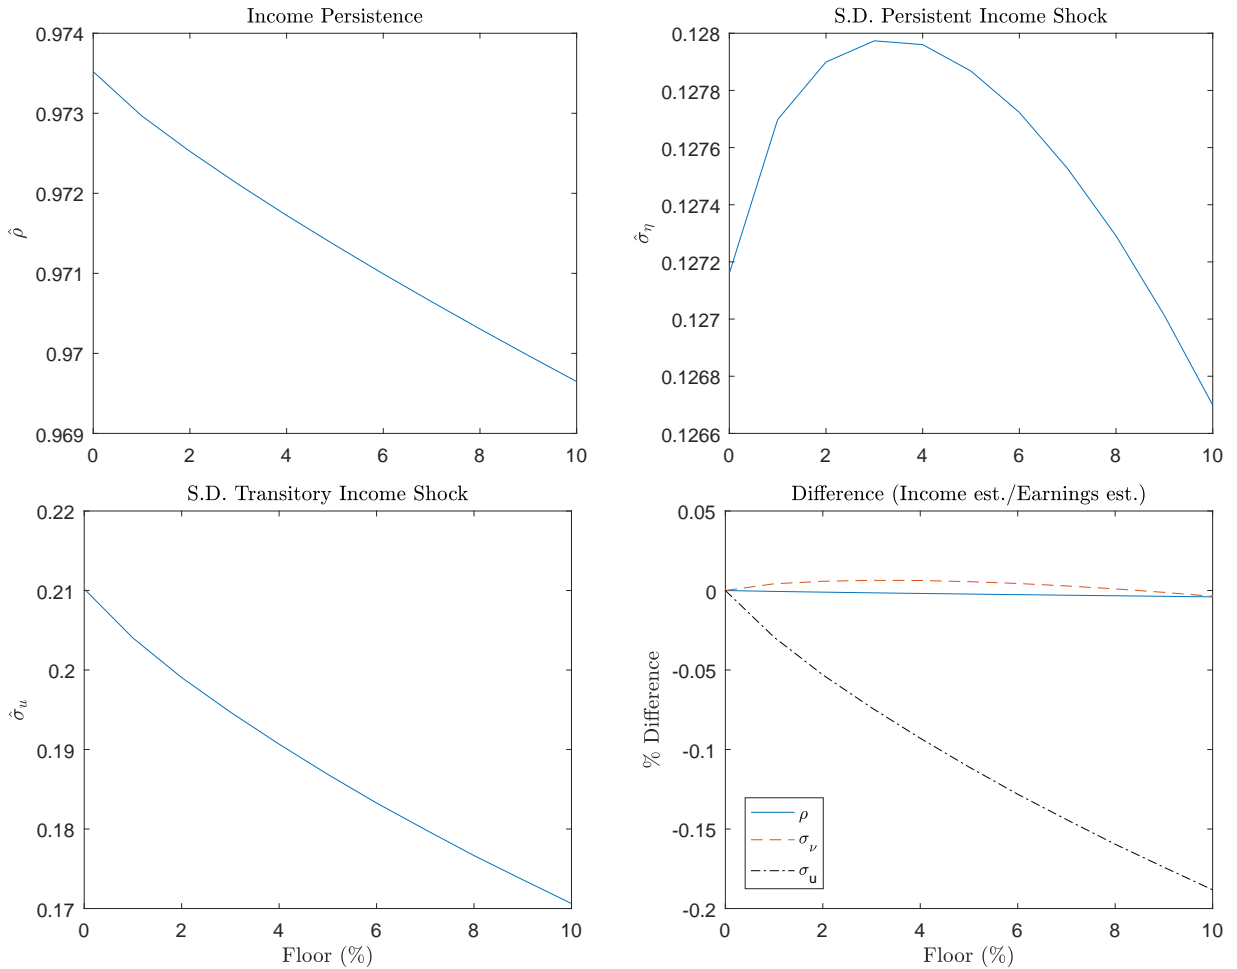 Income Persistence
0.974
0.973
0.972
0.971
0.97
0.969
ρ̂
0 2 4 6 8 10
S.D. Persistent Income Shock
0.128
0.1278
0.1276
0.1274
0.1272
0.127
0.1268
0.1266
σ̂η
0 2 4 6 8 10
S.D. Transitory Income Shock
0.22
0.21
0.2
0.19
0.18
0.17
σ̂u
0 2 4 6 8 10
Floor (%)
Difference (Income est./Earnings est.)
0.05
0
-0.05
-0.1
-0.15
-0.2
% Difference
ρ
σν
σu
0 2 4 6 8 10
Floor (%)